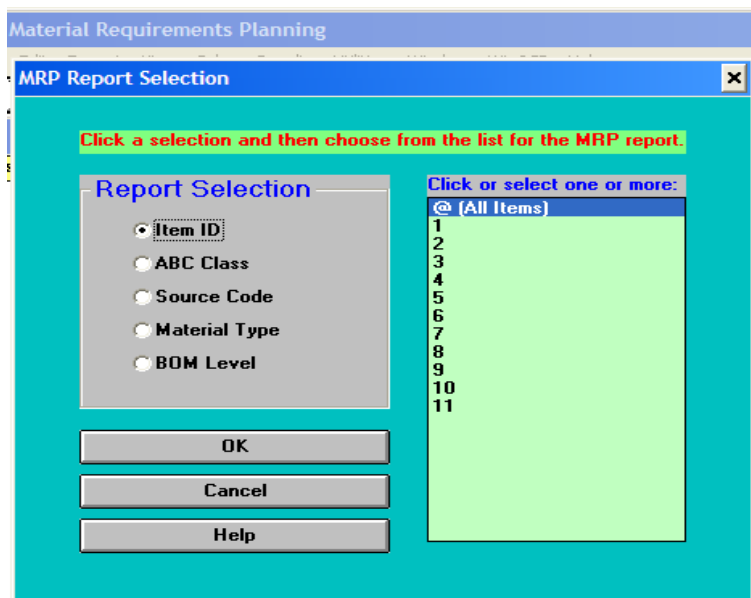 Material Requirements Planning
MRP Report Selection
Click a selection and then choose from the list for the MRP report.
Report Selection
Item ID
ABC Class
Source Code
Material Type
BOM Level
OK
Cancel
Help
Click or select one or more:
@ (All Items)
1
2
3
4
5
6
7
8
9
10
11